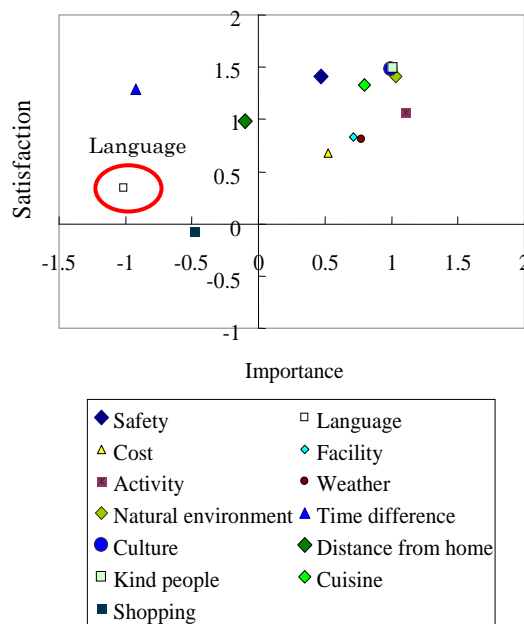 2
1.5
1
0.5
0
-1
Satisfaction
Language
-1.5 -1 -0.5 0 0.5 1 1.5 2
Importance
Safety Language
Cost Facility
Activity Weather
Natural environment Time difference
Culture Distance from home
Kind people Cuisine
Shopping